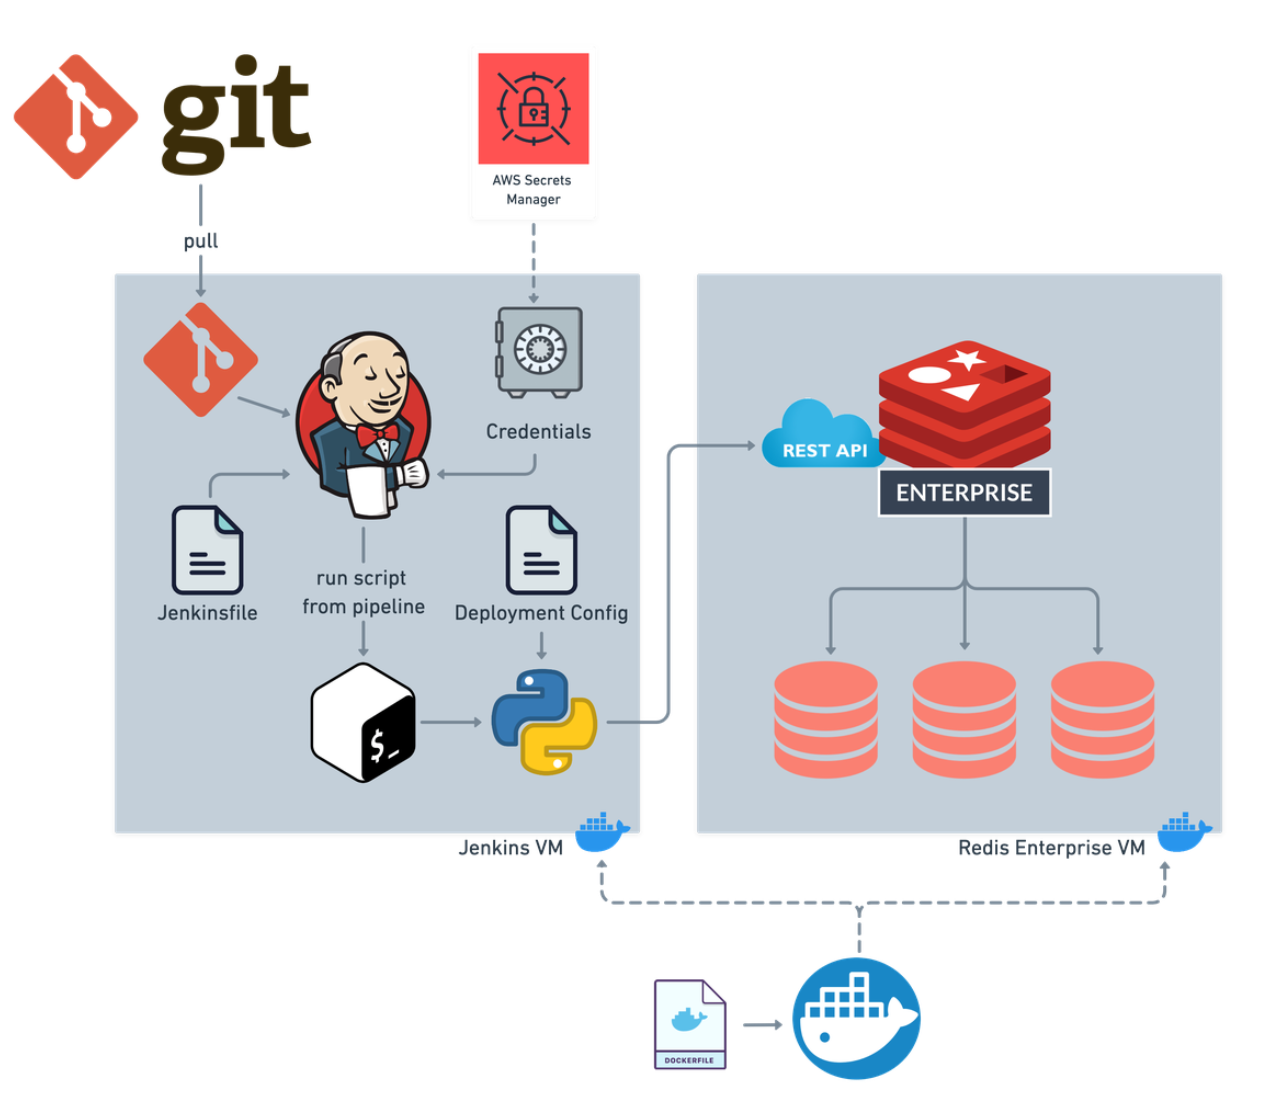 git
AWS Secrets
Manager
pull
Credentials
REST API
ENTERPRISE
run script
from pipeline
Jenkinsfile
Deployment Config
$_
Jenkins VM
Redis Enterprise VM
DOCKERFILE